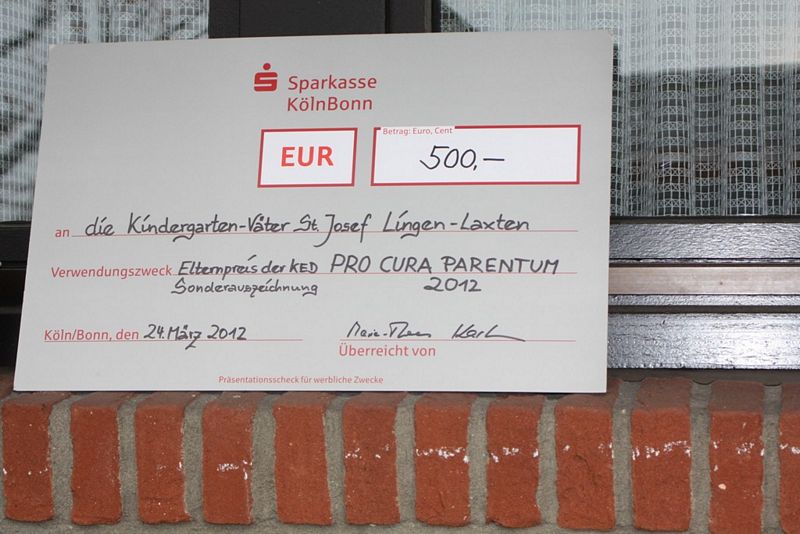 Sparkasse
KölnBonn
EUR
Betrag: Euro, Cent
500,–
an die Kindergarten-Väter St. Josef Lingen-Laxten
Verwendungszweck Elternpreis der KED PRO CURA PARENTUM
Sonderauszeichnung 2012
Köln/Bonn, den 24. März 2012
Überreicht von
Präsentationsscheck für werbliche Zwecke